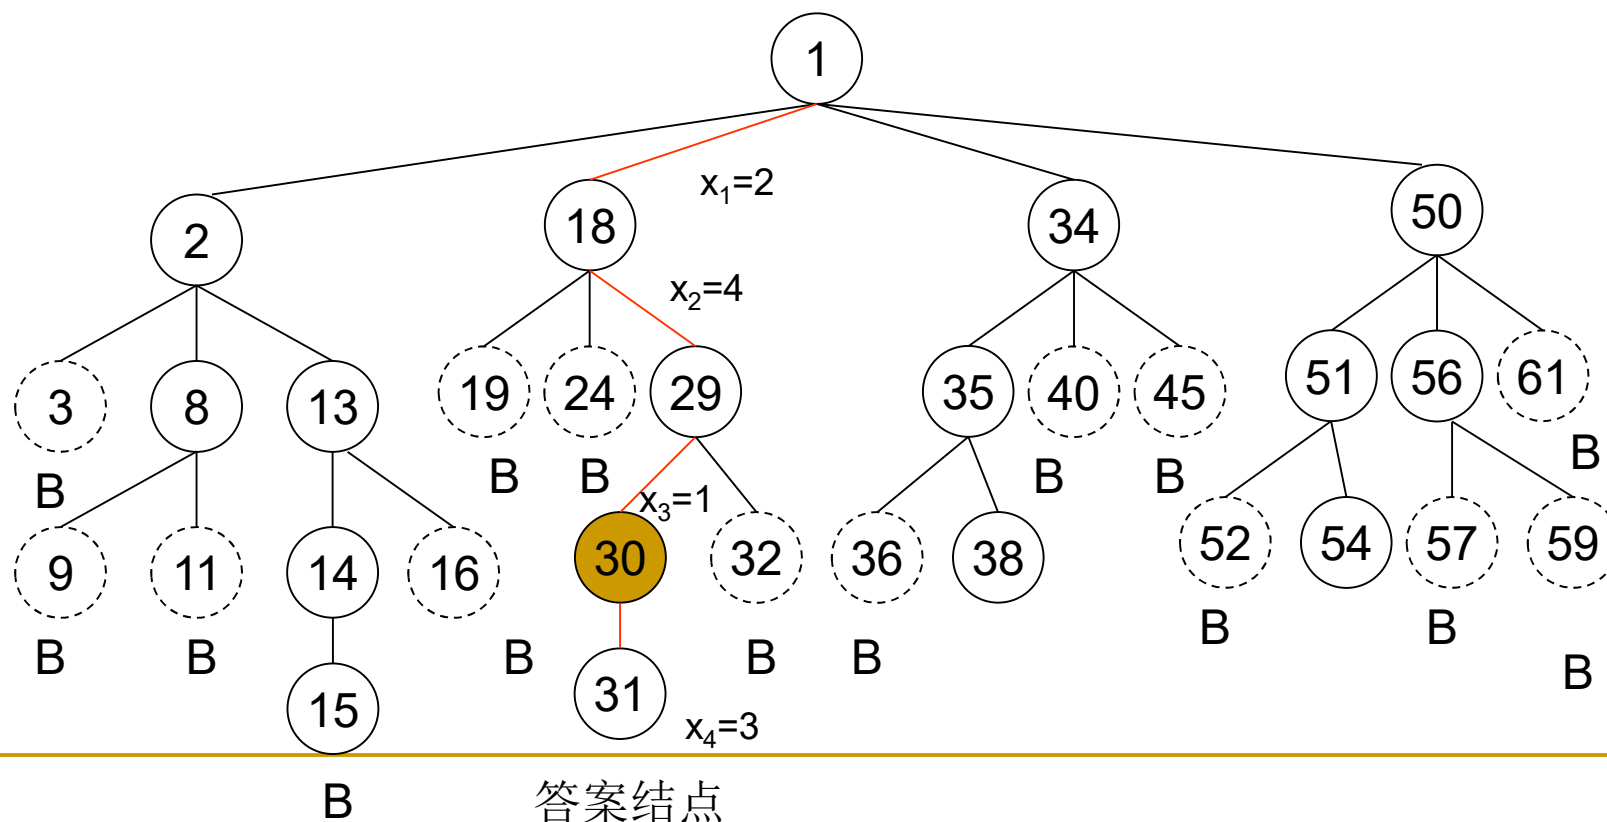 1
x₁=2
2 18 34 50
x₂=4
3 8 13 19 24 29 35 40 45 51 56 61
B B B B B B
x₃=1
9 11 14 16 30 32 36 38 52 54 57 59
B B B B B B B B
15 31
x₄=3
B 答案结点